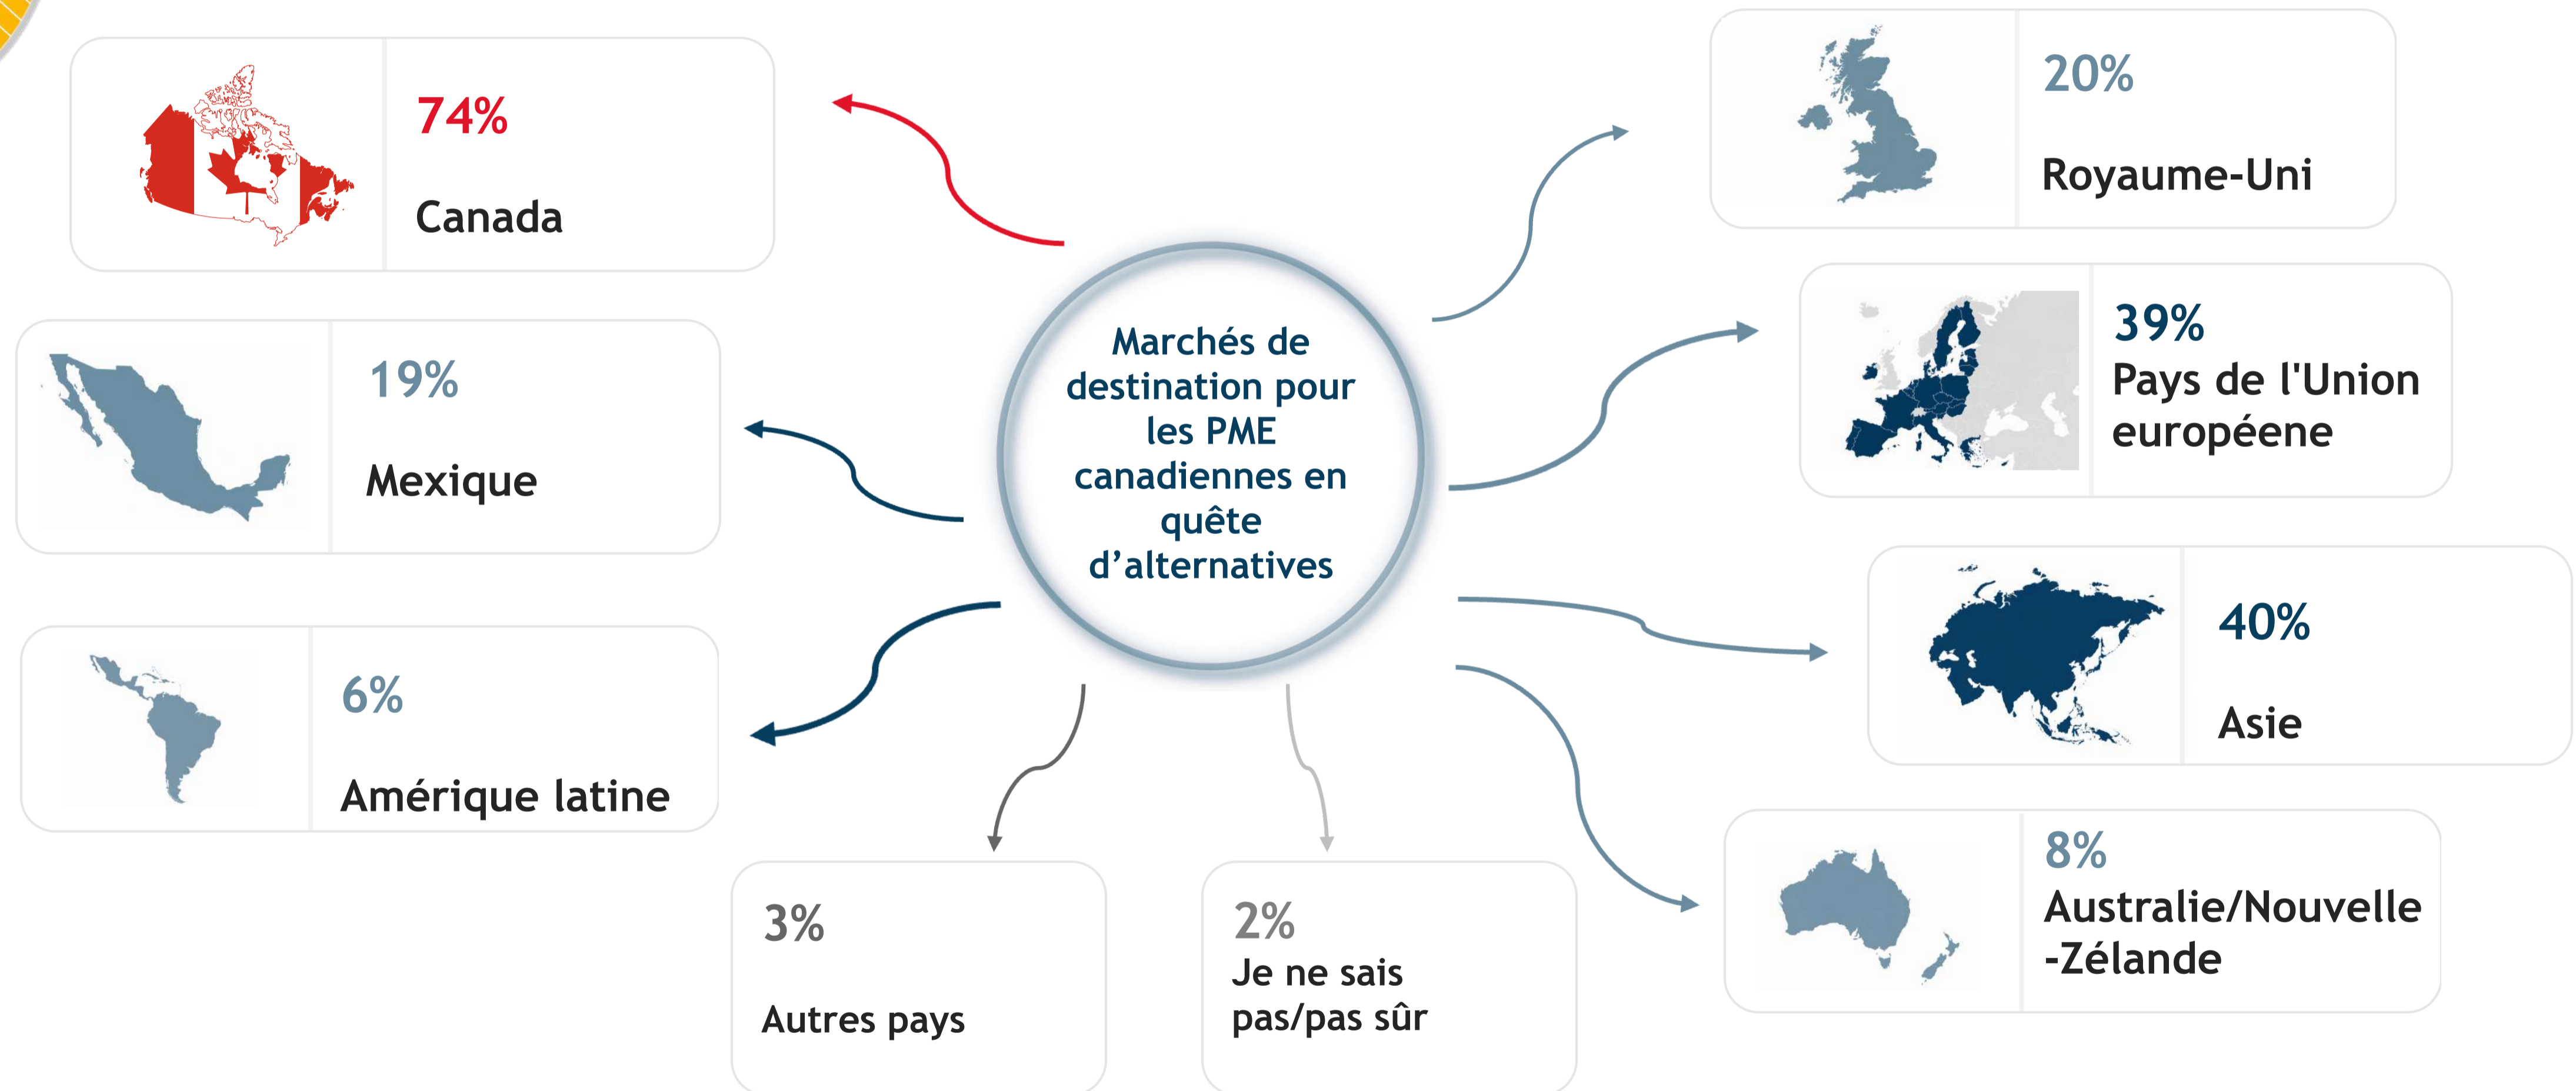 74%
Canada
19%
Mexique
6%
Amérique latine
Marchés de
destination pour
les PME
canadiennes en
quête
d’alternatives
3%
Autres pays
2%
Je ne sais
pas/pas sûr
20%
Royaume-Uni
39%
Pays de l'Union
européene
40%
Asie
8%
Australie/Nouvelle
-Zélande